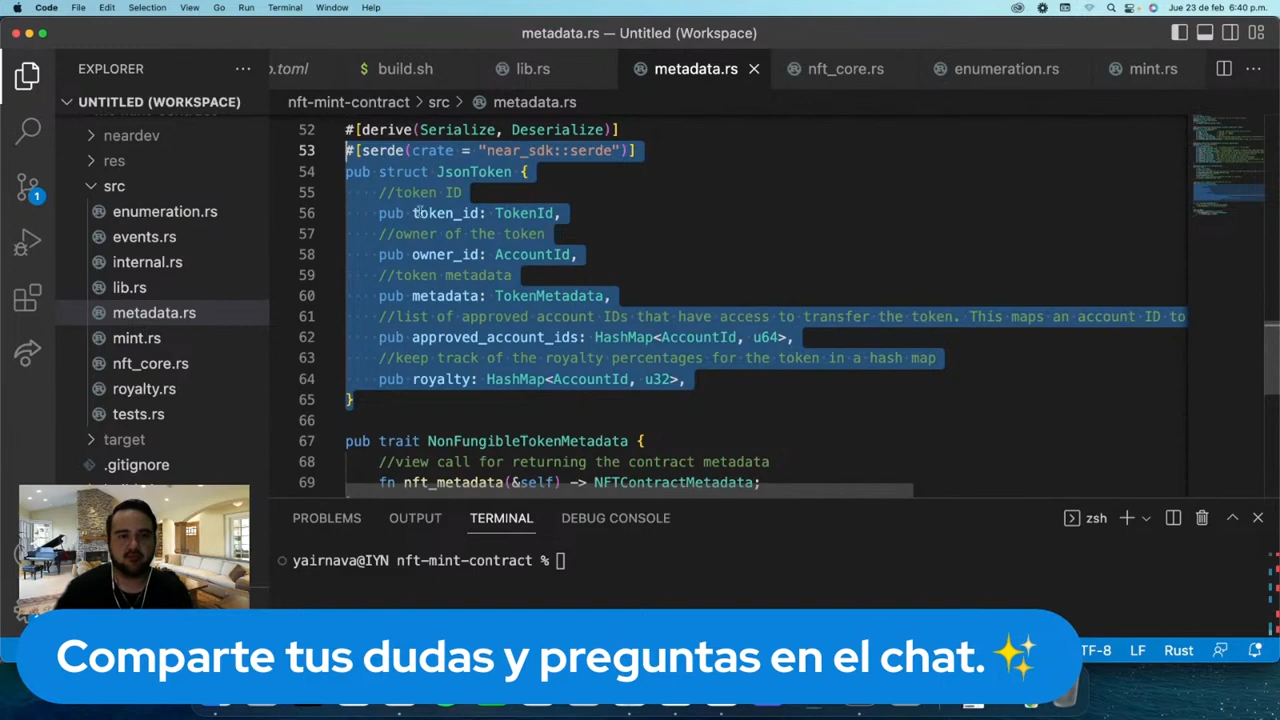 Code File Edit Selection View Go Run Terminal Window Help Jue 23 de feb 6:40 p.m.
metadata.rs — Untitled (Workspace)
EXPLORER
.toml build.sh lib.rs metadata.rs nft_core.rs enumeration.rs mint.rs
UNTITLED (WORKSPACE)
nft-mint-contract > src > metadata.rs
neardev
res
src
enumeration.rs
events.rs
internal.rs
lib.rs
metadata.rs
mint.rs
nft_core.rs
royalty.rs
tests.rs
target
.gitignore
1
52 #[derive(Serialize, Deserialize)]
53 #[serde(crate = "near_sdk::serde")]
54 pub struct JsonToken {
55 //token ID
56 pub token_id: TokenId,
57 //owner of the token
58 pub owner_id: AccountId,
59 //token metadata
60 pub metadata: TokenMetadata,
61 //list of approved account IDs that have access to transfer the token. This maps an account ID to
62 pub approved_account_ids: HashMap<AccountId, u64>,
63 //keep track of the royalty percentages for the token in a hash map
64 pub royalty: HashMap<AccountId, u32>,
65 }
66
67 pub trait NonFungibleTokenMetadata {
68 //view call for returning the contract metadata
69 fn nft_metadata(&self) -> NFTContractMetadata;
PROBLEMS OUTPUT TERMINAL DEBUG CONSOLE zsh
yairnava@IYN nft-mint-contract %
Comparte tus dudas y preguntas en el chat.✨
TF-8 LF Rust